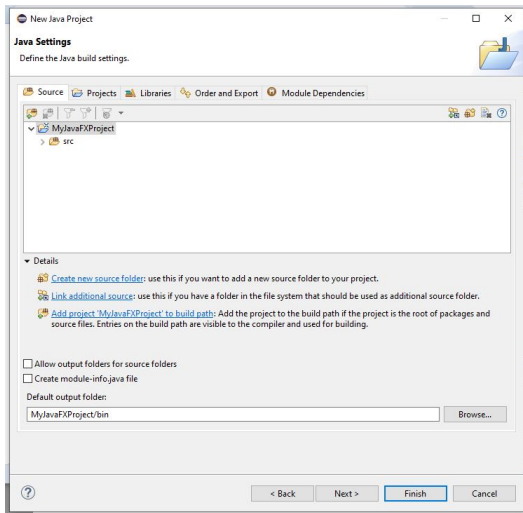 New Java Project
Java Settings
Define the Java build settings.
Source Projects Libraries Order and Export Module Dependencies
MyJavaFXProject
src
Details
Create new source folder: use this if you want to add a new source folder to your project.
Link additional source: use this if you have a folder in the file system that should be used as additional source folder.
Add project 'MyJavaFXProject' to build path: Add the project to the build path if the project is the root of packages and
source files. Entries on the build path are visible to the compiler and used for building.
Allow output folders for source folders
Create module-info.java file
Default output folder:
MyJavaFXProject/bin Browse...
< Back Next > Finish Cancel